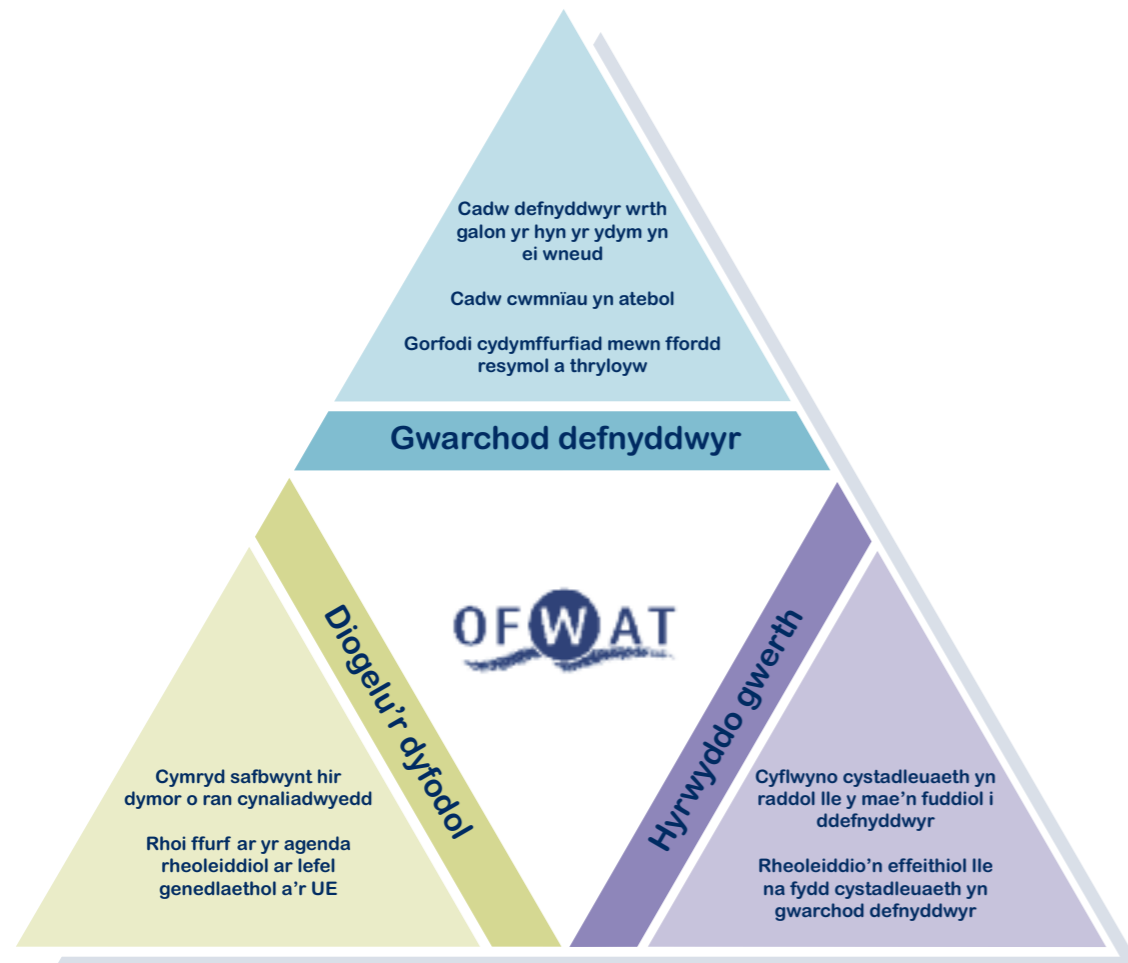 Cadw defnyddwyr wrth
galon yr hyn yr ydym yn
ei wneud
Cadw cwmnïau yn atebol
Gorfodi cydymffurfiad mewn ffordd
resymol a thryloyw
Gwarchod defnyddwyr
Diogelu’r dyfodol
OFWAT
Hyrwyddo gwerth
Cymryd safbwynt hir
dymor o ran cynaliadwyedd
Rhoi ffurf ar yr agenda
rheoleiddiol ar lefel
genedlaethol a’r UE
Cyflwyno cystadleuaeth yn
raddol lle y mae’n fuddiol i
ddefnyddwyr
Rheoleiddio’n effeithiol lle
na fydd cystadleuaeth yn
gwarchod defnyddwyr